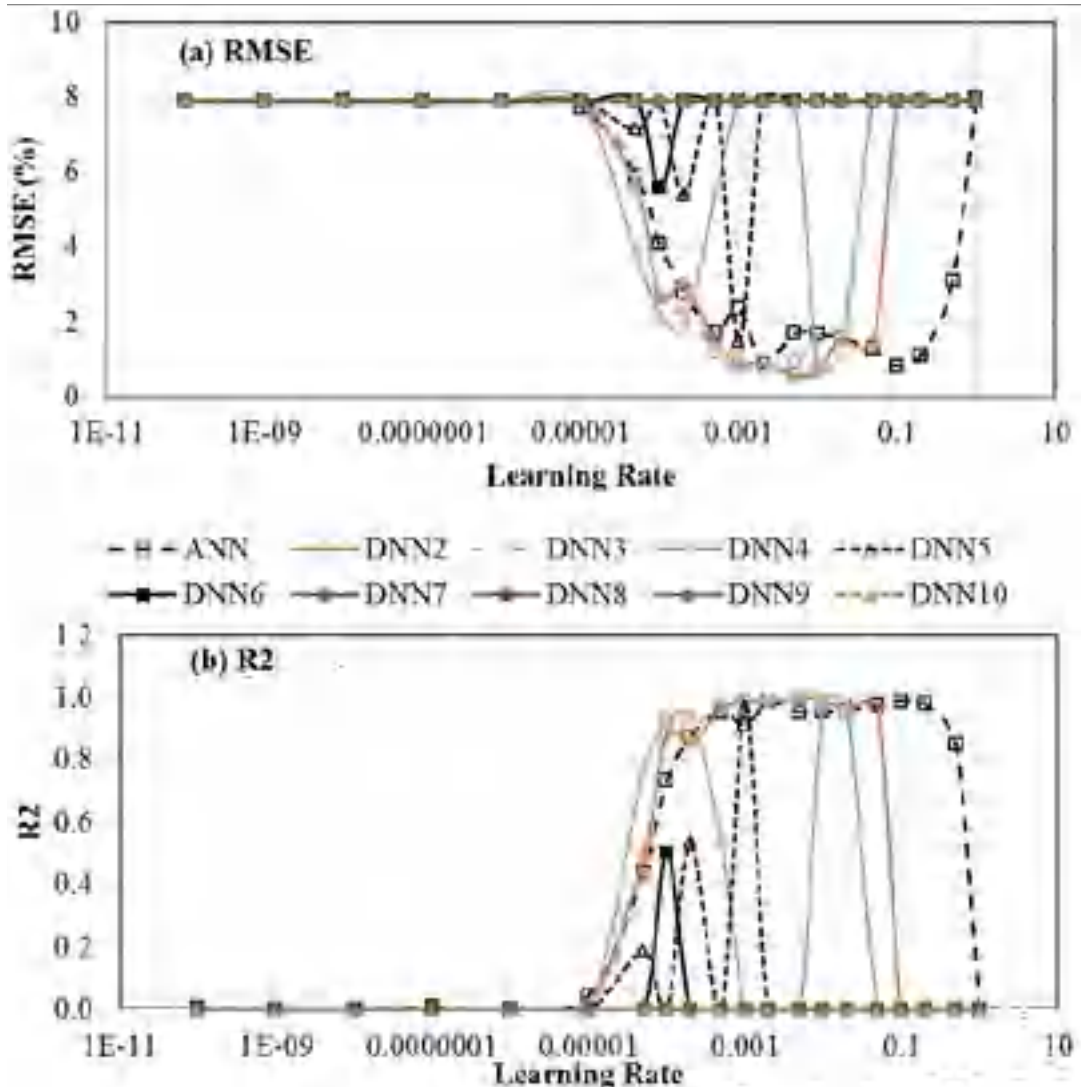 10
(a) RMSE
8
6
4
2
0
RMSE (%)
1E-11 1E-09 0.0000001 0.00001 0.001 0.1 10
Learning Rate
ANN DNN2 DNN3 DNN4 DNN5
DNN6 DNN7 DNN8 DNN9 DNN10
1.2
(b) R2
1.0
0.8
0.6
0.4
0.2
0.0
R2
1E-11 1E-09 0.0000001 0.00001 0.001 0.1 10
Learning Rate